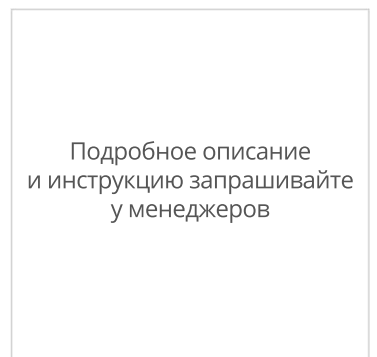 Подробное описание
и инструкцию запрашивайте
у менеджеров